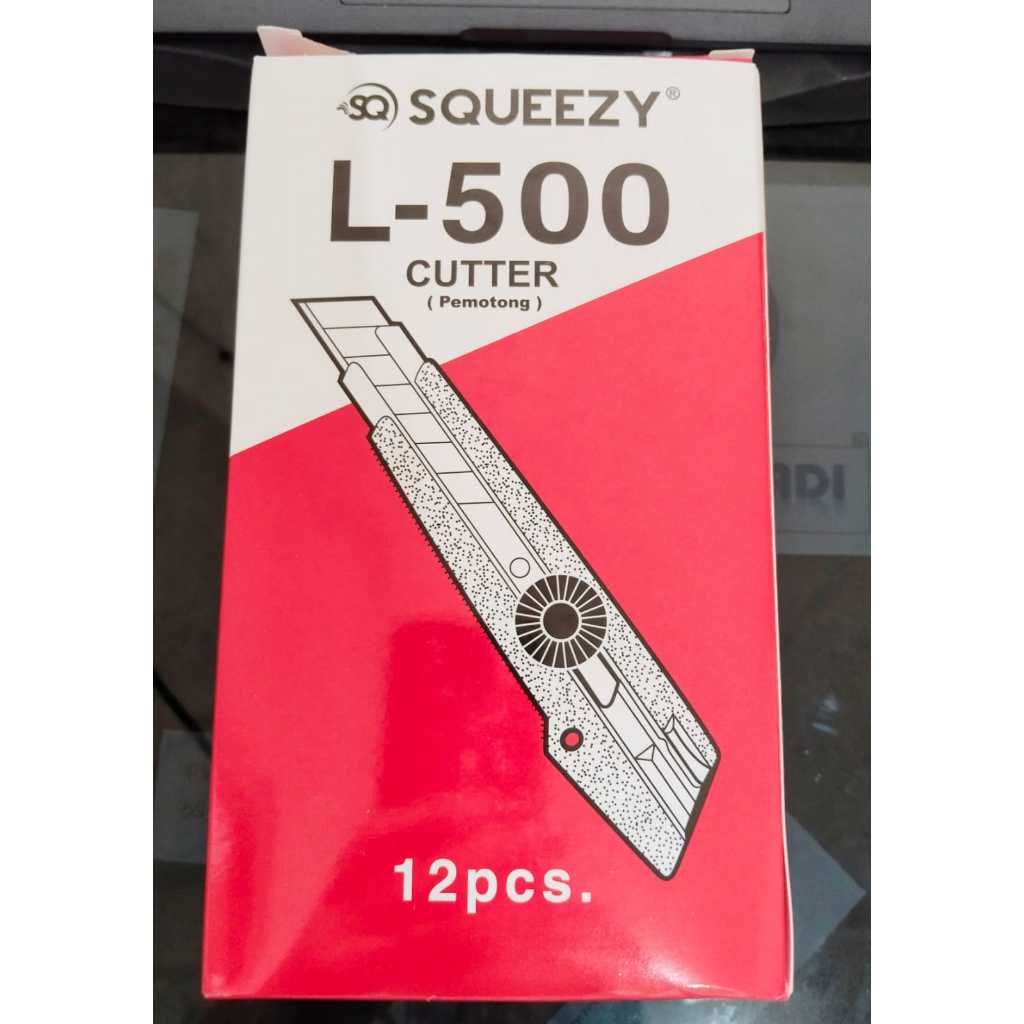 SQ SQUEEZY®
L-500
CUTTER
( Pemotong )
12pcs.